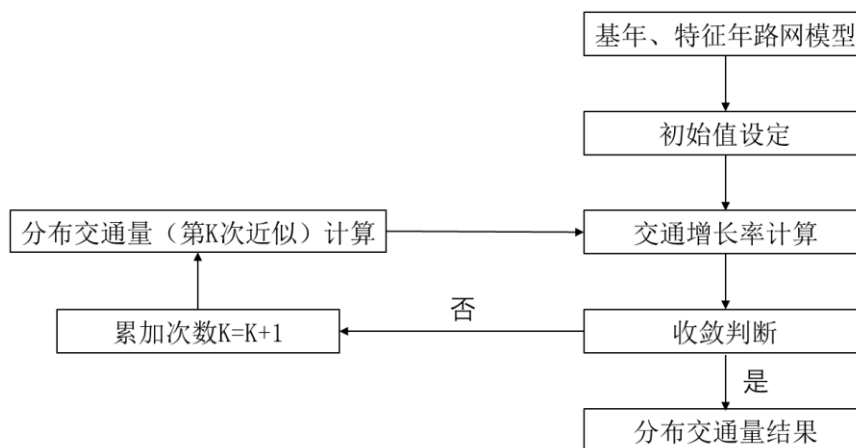 基年、特征年路网模型
初始值设定
分布交通量（第K次近似）计算
交通增长率计算
否
累加次数K=K+1
收敛判断
是
分布交通量结果